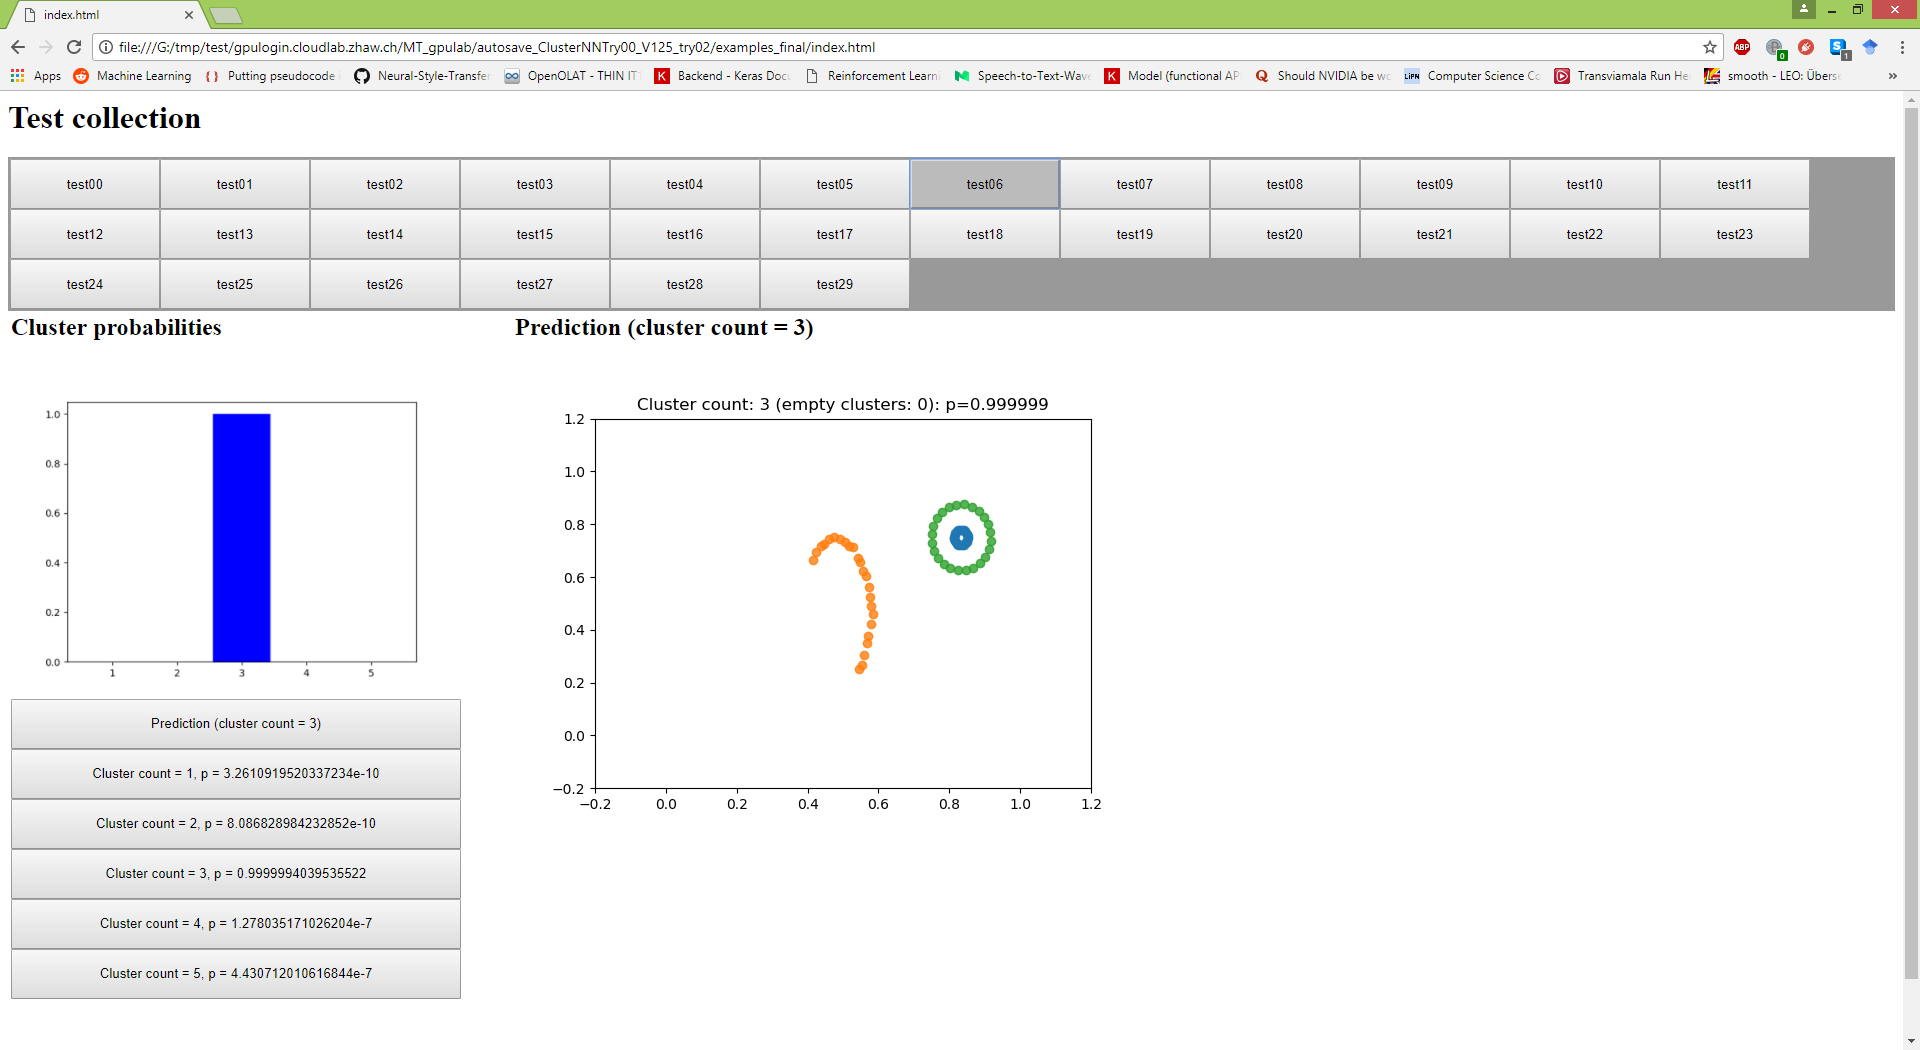 index.html
file:///G:/tmp/test/gpulogin.cloudlab.zhaw.ch/MT_gpulab/autosave_ClusterNNTry00_V125_try02/examples_final/index.html
ABP 0 S 1
Apps Machine Learning Putting pseudocode Neural-Style-Transfer OpenOLAT - THIN IT Backend - Keras Docu Reinforcement Learni Speech-to-Text-Wave Model (functional AP Should NVIDIA be wo Computer Science Co Transviamala Run He smooth - LEO: Übers »
Test collection
test00 test01 test02 test03 test04 test05 test06 test07 test08 test09 test10 test11
test12 test13 test14 test15 test16 test17 test18 test19 test20 test21 test22 test23
test24 test25 test26 test27 test28 test29
Cluster probabilities
1.0
0.8
0.6
0.4
0.2
0.0
1 2 3 4 5
Prediction (cluster count = 3)
Cluster count = 1, p = 3.2610919520337234e-10
Cluster count = 2, p = 8.086828984232852e-10
Cluster count = 3, p = 0.9999994039535522
Cluster count = 4, p = 1.278035171026204e-7
Cluster count = 5, p = 4.430712010616844e-7
Prediction (cluster count = 3)
Cluster count: 3 (empty clusters: 0): p=0.999999
1.2
1.0
0.8
0.6
0.4
0.2
0.0
−0.2
−0.2 0.0 0.2 0.4 0.6 0.8 1.0 1.2